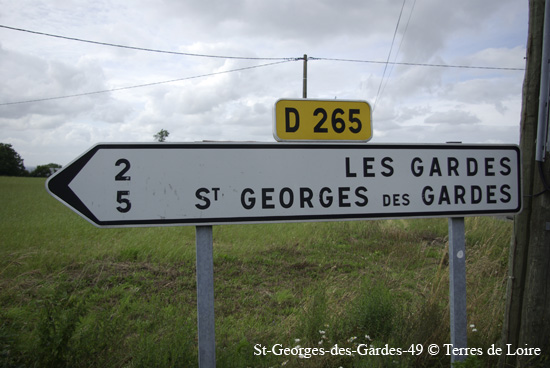 D 265
2 LES GARDES
5 ST GEORGES DES GARDES
St-Georges-des-Gardes-49 © Terres de Loire